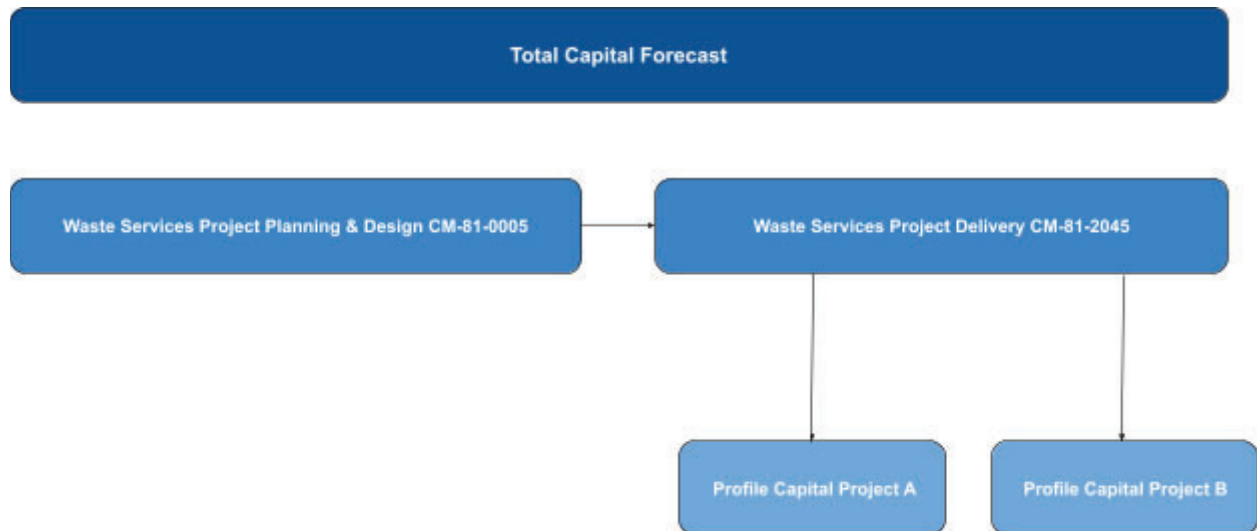 Total Capital Forecast
Waste Services Project Planning & Design CM-81-0005
Waste Services Project Delivery CM-81-2045
Profile Capital Project A
Profile Capital Project B